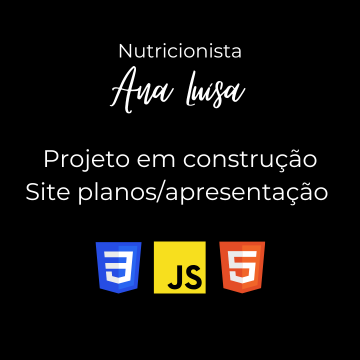 Nutricionista
Ana Luisa
Projeto em construção
Site planos/apresentação
3 JS 5